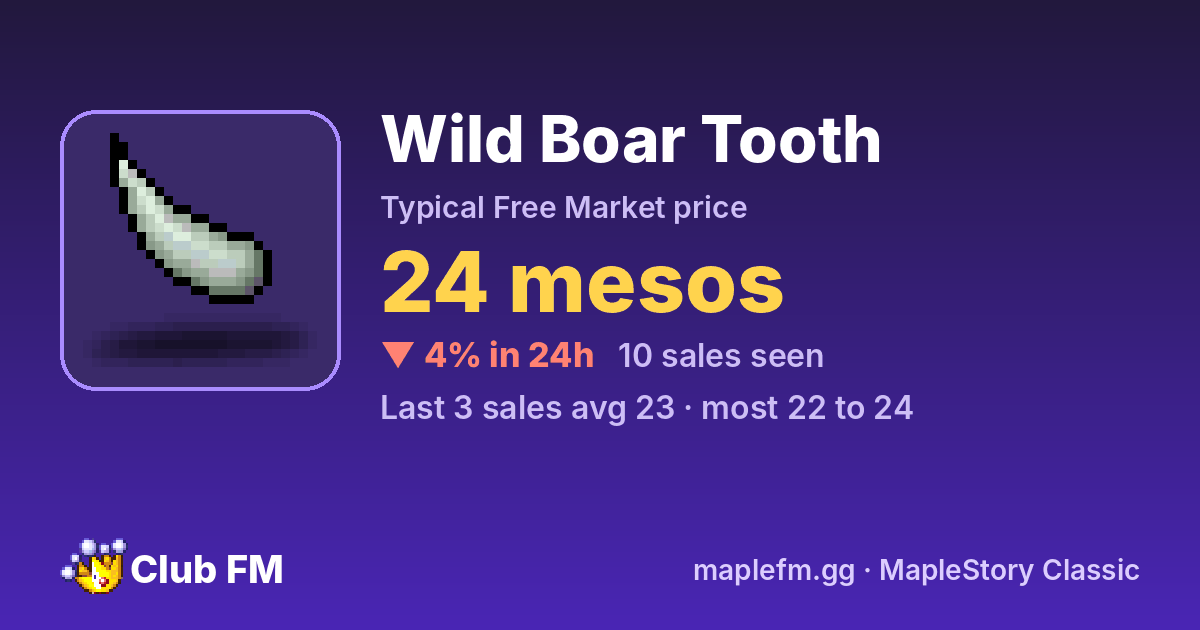 Wild Boar Tooth
Typical Free Market price
24 mesos
▼ 4% in 24h 10 sales seen
Last 3 sales avg 23 · most 22 to 24
Club FM
maplefm.gg · MapleStory Classic